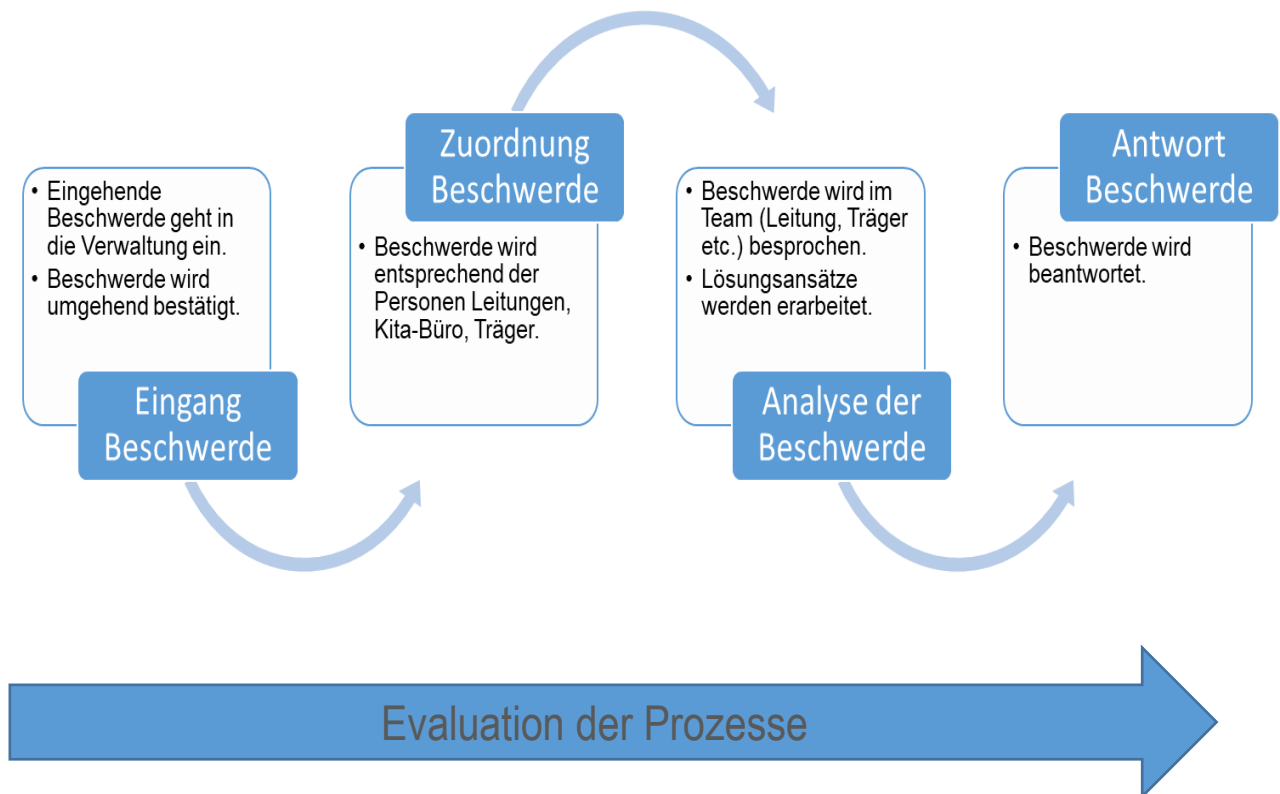 • Eingehende
Beschwerde geht in
die Verwaltung ein.
• Beschwerde wird
umgehend bestätigt.
Eingang
Beschwerde
Zuordnung
Beschwerde
• Beschwerde wird
entsprechend der
Personen Leitungen,
Kita-Büro, Träger.
• Beschwerde wird im
Team (Leitung, Träger
etc.) besprochen.
• Lösungsansätze
werden erarbeitet.
Analyse der
Beschwerde
Antwort
Beschwerde
• Beschwerde wird
beantwortet.
Evaluation der Prozesse